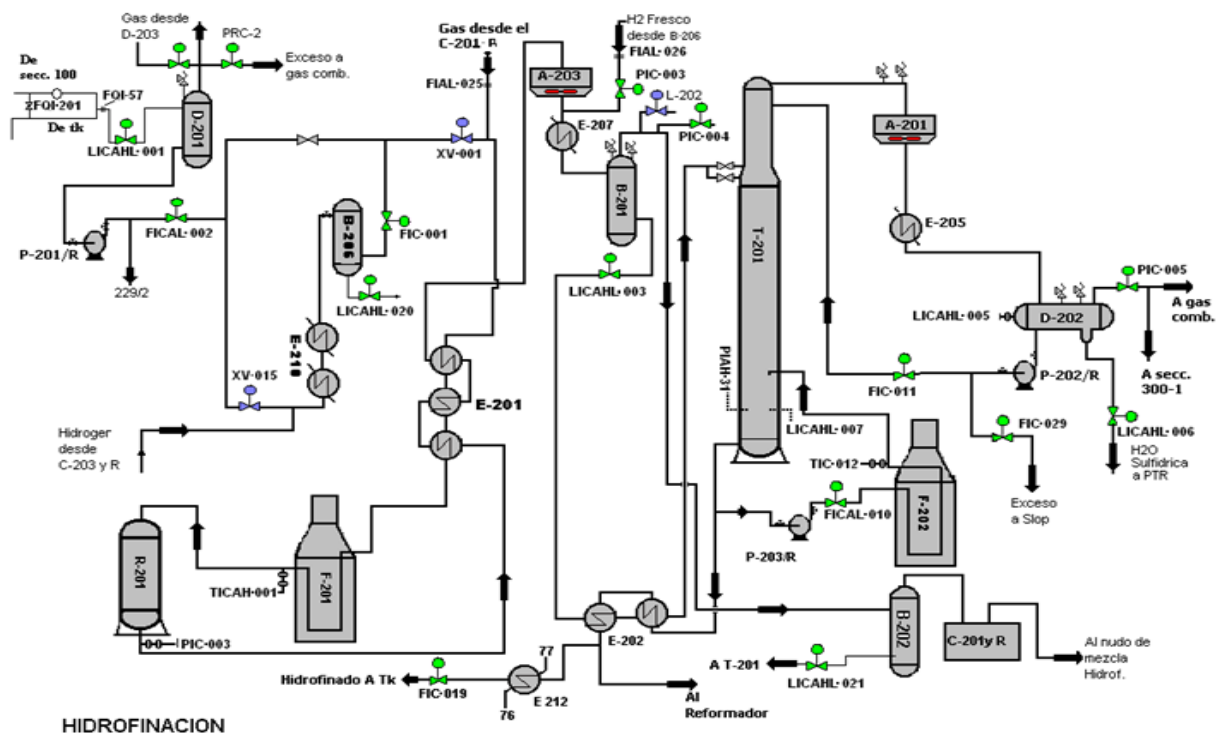 Gas desde
D-203
PRC-2
Exceso a
gas comb.
De
secc. 100
FQI-201
FQI-57
De tk
LICAHL-001
D-201
P-201/R
FICAL-002
229/2
Gas desde el
C-201-R
FIAL-025
XV-001
B-206
FIC-001
LICAHL-020
E-210
XV-015
Hidroger
desde
C-203 y R
E-201
R-201
F-201
TICAH-001
PIC-003
A-203
H2 Fresco
desde B-206
FIAL-026
PIC-003
L-202
PIC-004
E-207
B-201
LICAHL-003
T-201
PIAH-31
LICAHL-007
A-201
E-205
PIC-005
A gas
comb.
LICAHL-005
D-202
A secc.
300-1
P-202/R
FIC-011
FIC-029
LICAHL-006
H2O
Sulfidrica
a PTR
Exceso
a Slop
TIC-012
F-202
FICAL-010
P-203/R
E-202
77
Hidrofinado A Tk
FIC-019
E 212
76
Al
Reformador
B-202
A T-201
LICAHL-021
C-201y R
Al nudo de
mezcla
Hidrof.
HIDROFINACION